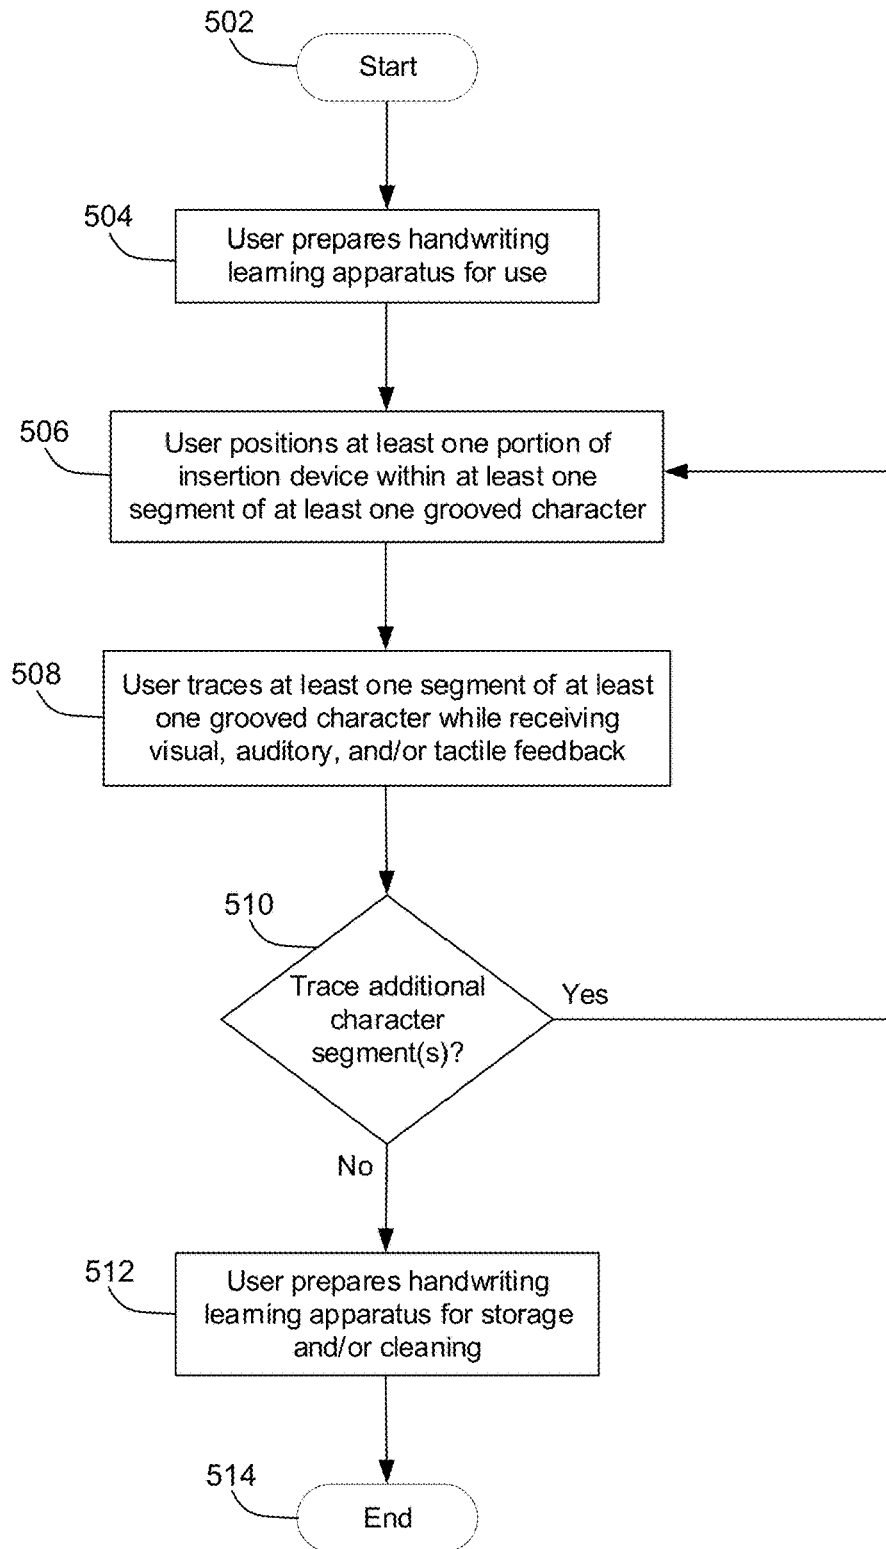 502
Start
504
User prepares handwriting
learning apparatus for use
506
User positions at least one portion of
insertion device within at least one
segment of at least one grooved character
508
User traces at least one segment of at least
one grooved character while receiving
visual, auditory, and/or tactile feedback
510
Trace additional
character
segment(s)?
Yes
No
512
User prepares handwriting
learning apparatus for storage
and/or cleaning
514
End